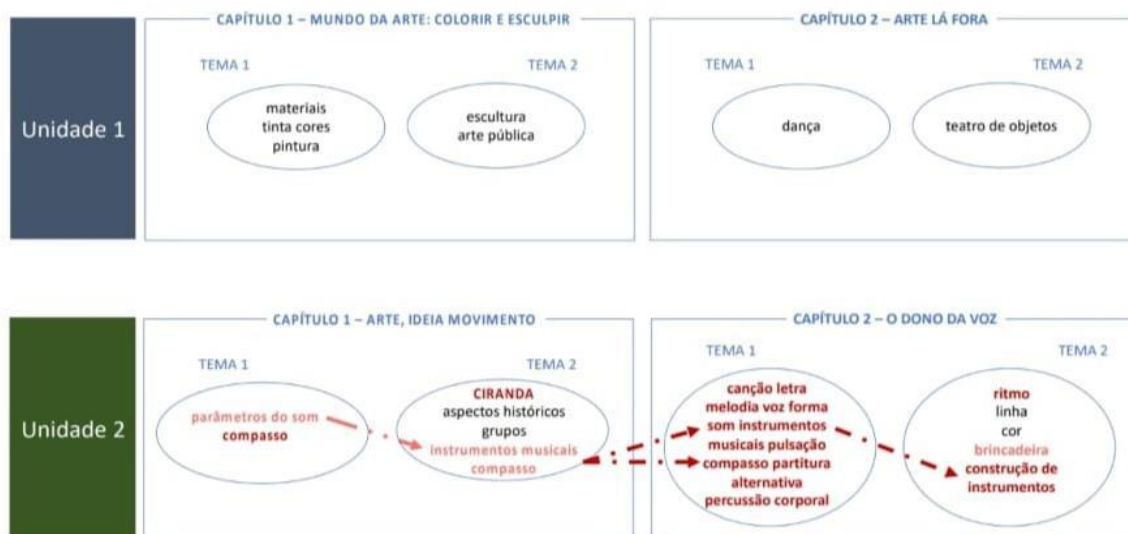 Unidade 1
CAPÍTULO 1 – MUNDO DA ARTE: COLORIR E ESCULPIR
TEMA 1
materiais
tinta cores
pintura
TEMA 2
escultura
arte pública
CAPÍTULO 2 – ARTE LÁ FORA
TEMA 1
dança
TEMA 2
teatro de objetos
Unidade 2
CAPÍTULO 1 – ARTE, IDEIA MOVIMENTO
TEMA 1
parâmetros do som
compasso
TEMA 2
CIRANDA
aspectos históricos
grupos
instrumentos musicais
compasso
CAPÍTULO 2 – O DONO DA VOZ
TEMA 1
canção letra
melodia voz forma
som instrumentos
musicais pulsação
compasso partitura
alternativa
percussão corporal
TEMA 2
ritmo
linha
cor
brincadeira
construção de
instrumentos